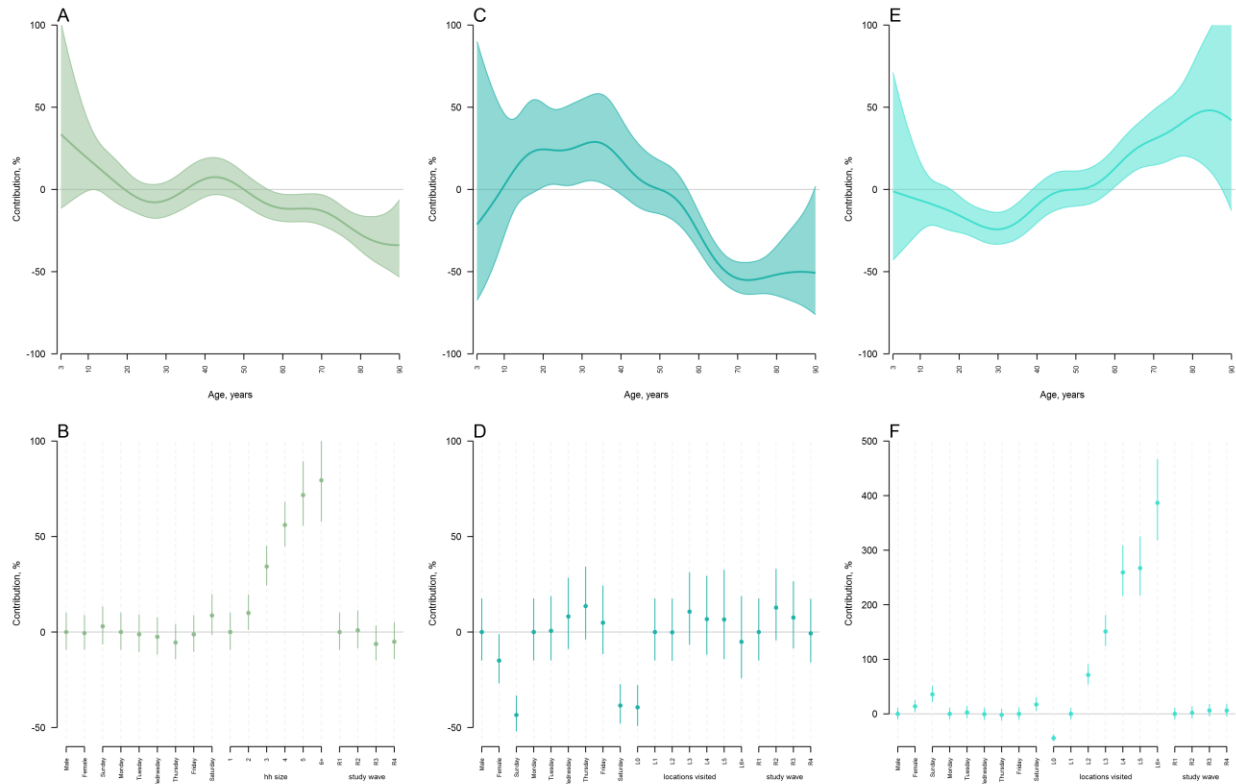 A
Contribution, %
100
50
0
-50
-100
3
10
20
30
40
50
60
70
80
90
Age, years
C
Contribution, %
100
50
0
-50
-100
3
10
20
30
40
50
60
70
80
90
Age, years
E
Contribution, %
100
50
0
-50
-100
3
10
20
30
40
50
60
70
80
90
Age, years
B
Contribution, %
100
50
0
-50
Male
Female
Sunday
Monday
Tuesday
Wednesday
Thursday
Friday
Saturday
1
2
3
4
5
6+
R1
R2
R3
R4
hh size
study wave
D
Contribution, %
100
50
0
-50
Male
Female
Sunday
Monday
Tuesday
Wednesday
Thursday
Friday
Saturday
L0
L1
L2
L3
L4
L5
L6+
R1
R2
R3
R4
locations visited
study wave
F
Contribution, %
500
400
300
200
100
0
Male
Female
Sunday
Monday
Tuesday
Wednesday
Thursday
Friday
Saturday
L0
L1
L2
L3
L4
L5
L6+
R1
R2
R3
R4
locations visited
study wave